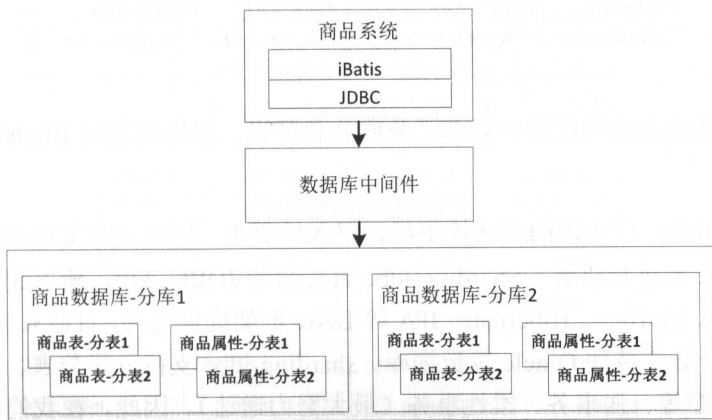 商品系统
iBatis
JDBC
数据库中间件
商品数据库-分库1
商品表-分表1
商品属性-分表1
商品表-分表2
商品属性-分表2
商品数据库-分库2
商品表-分表1
商品属性-分表1
商品表-分表2
商品属性-分表2